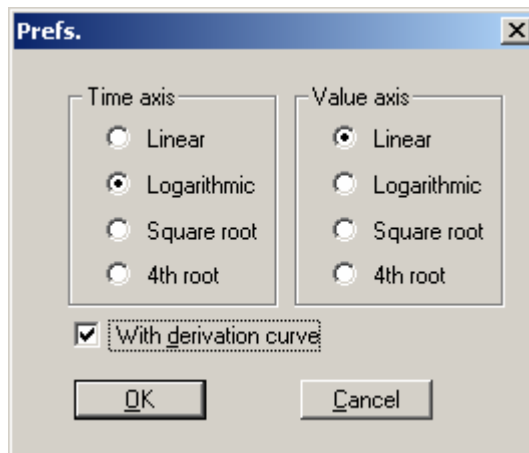 Prefs.
Time axis
Linear
Logarithmic
Square root
4th root
Value axis
Linear
Logarithmic
Square root
4th root
With derivation curve
OK
Cancel